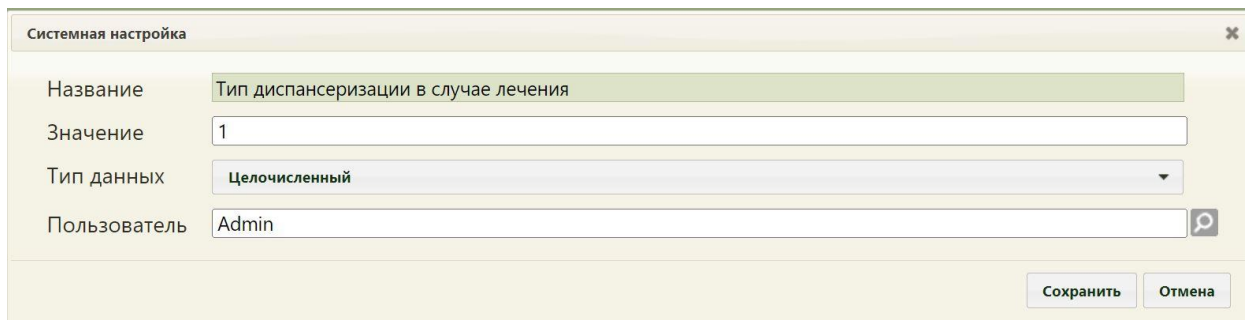 Системная настройка
Название Тип диспансеризации в случае лечения
Значение 1
Тип данных Целочисленный
Пользователь Admin
Сохранить Отмена